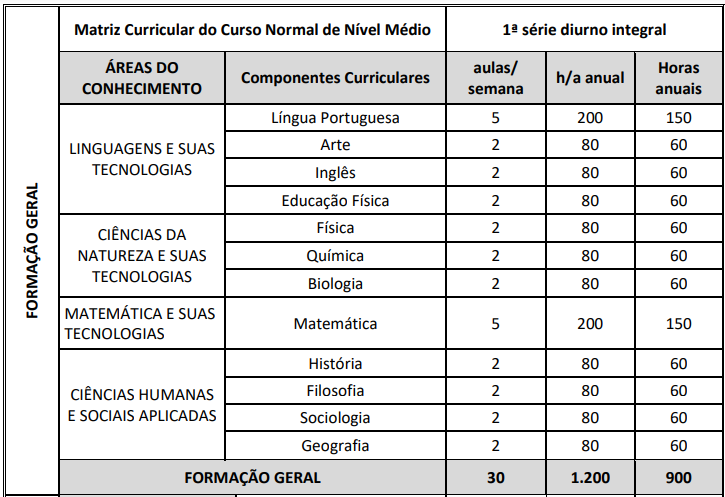 Matriz Curricular do Curso Normal de Nível Médio 1ª série diurno integral
ÁREAS DO CONHECIMENTO Componentes Curriculares aulas/ semana h/a anual Horas anuais
FORMAÇÃO GERAL
LINGUAGENS E SUAS TECNOLOGIAS
Língua Portuguesa 5 200 150
Arte 2 80 60
Inglês 2 80 60
Educação Física 2 80 60
CIÊNCIAS DA NATUREZA E SUAS TECNOLOGIAS
Física 2 80 60
Química 2 80 60
Biologia 2 80 60
MATEMÁTICA E SUAS TECNOLOGIAS
Matemática 5 200 150
CIÊNCIAS HUMANAS E SOCIAIS APLICADAS
História 2 80 60
Filosofia 2 80 60
Sociologia 2 80 60
Geografia 2 80 60
FORMAÇÃO GERAL 30 1.200 900